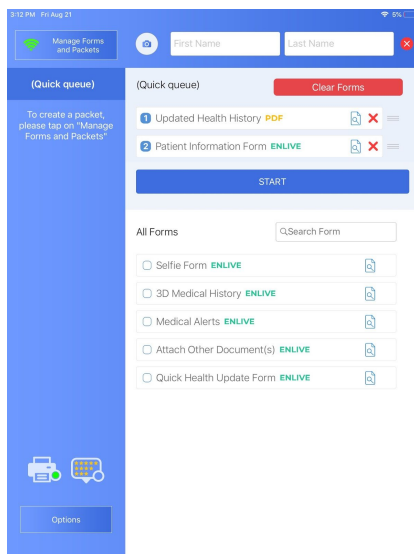 3:12 PM Fri Aug 21
5%
Manage Forms
and Packets
First Name
Last Name
(Quick queue)
To create a packet,
please tap on "Manage
Forms and Packets"
(Quick queue)
Clear Forms
1 Updated Health History PDF
2 Patient Information Form ENLIVE
START
All Forms
Search Form
Selfie Form ENLIVE
3D Medical History ENLIVE
Medical Alerts ENLIVE
Attach Other Document(s) ENLIVE
Quick Health Update Form ENLIVE
Options